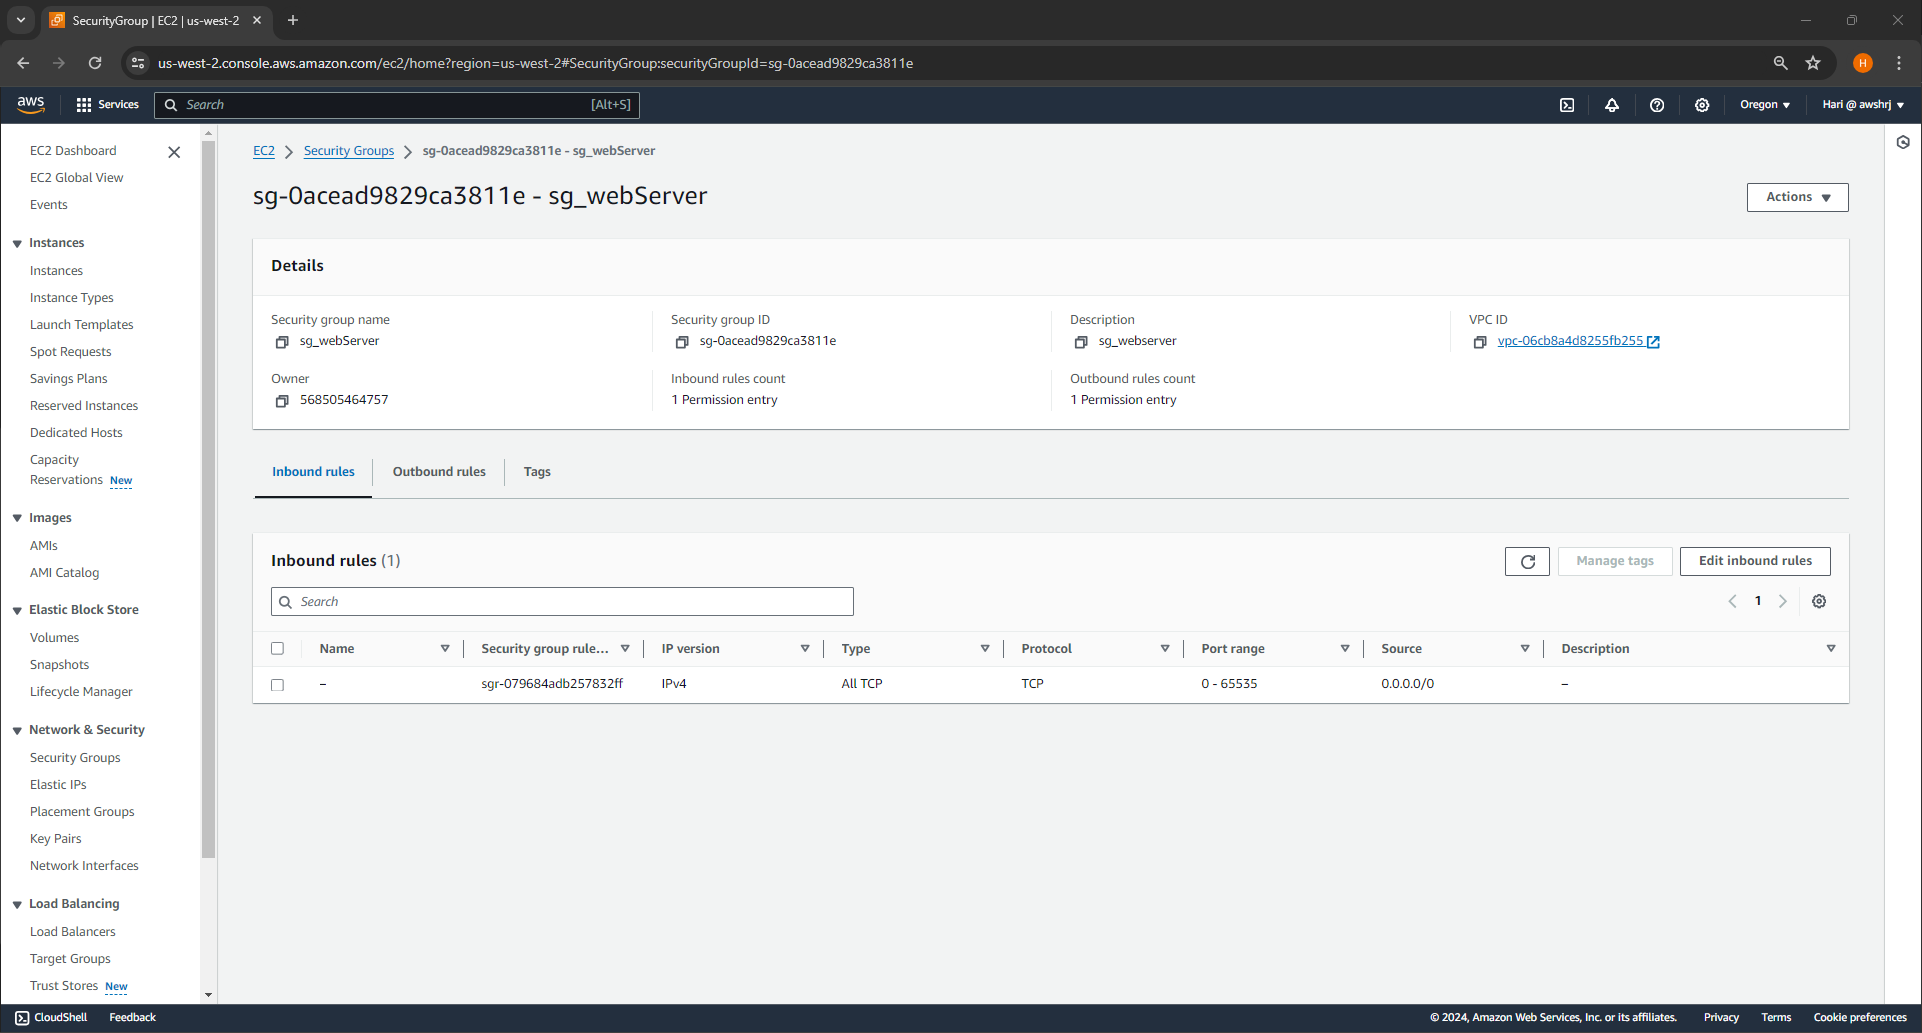 SecurityGroup | EC2 | us-west-2
us-west-2.console.aws.amazon.com/ec2/home?region=us-west-2#SecurityGroup:securityGroupId=sg-0acead9829ca3811e
H
aws
Services
Search
[Alt+S]
Oregon
Hari @ awshrj
EC2 Dashboard
EC2 Global View
Events
Instances
Instances
Instance Types
Launch Templates
Spot Requests
Savings Plans
Reserved Instances
Dedicated Hosts
Capacity
Reservations New
Images
AMIs
AMI Catalog
Elastic Block Store
Volumes
Snapshots
Lifecycle Manager
Network & Security
Security Groups
Elastic IPs
Placement Groups
Key Pairs
Network Interfaces
Load Balancing
Load Balancers
Target Groups
Trust Stores New
EC2 Security Groups sg-0acead9829ca3811e - sg_webServer
sg-0acead9829ca3811e - sg_webServer
Actions
Details
Security group name
sg_webServer
Security group ID
sg-0acead9829ca3811e
Description
sg_webserver
VPC ID
vpc-06cb8a4d8255fb255
Owner
568505464757
Inbound rules count
1 Permission entry
Outbound rules count
1 Permission entry
Inbound rules Outbound rules Tags
Inbound rules (1)
Manage tags
Edit inbound rules
Search
1
Name Security group rule... IP version Type Protocol Port range Source Description
– sgr-079684adb257832ff IPv4 All TCP TCP 0 - 65535 0.0.0.0/0 –
CloudShell Feedback
© 2024, Amazon Web Services, Inc. or its affiliates. Privacy Terms Cookie preferences